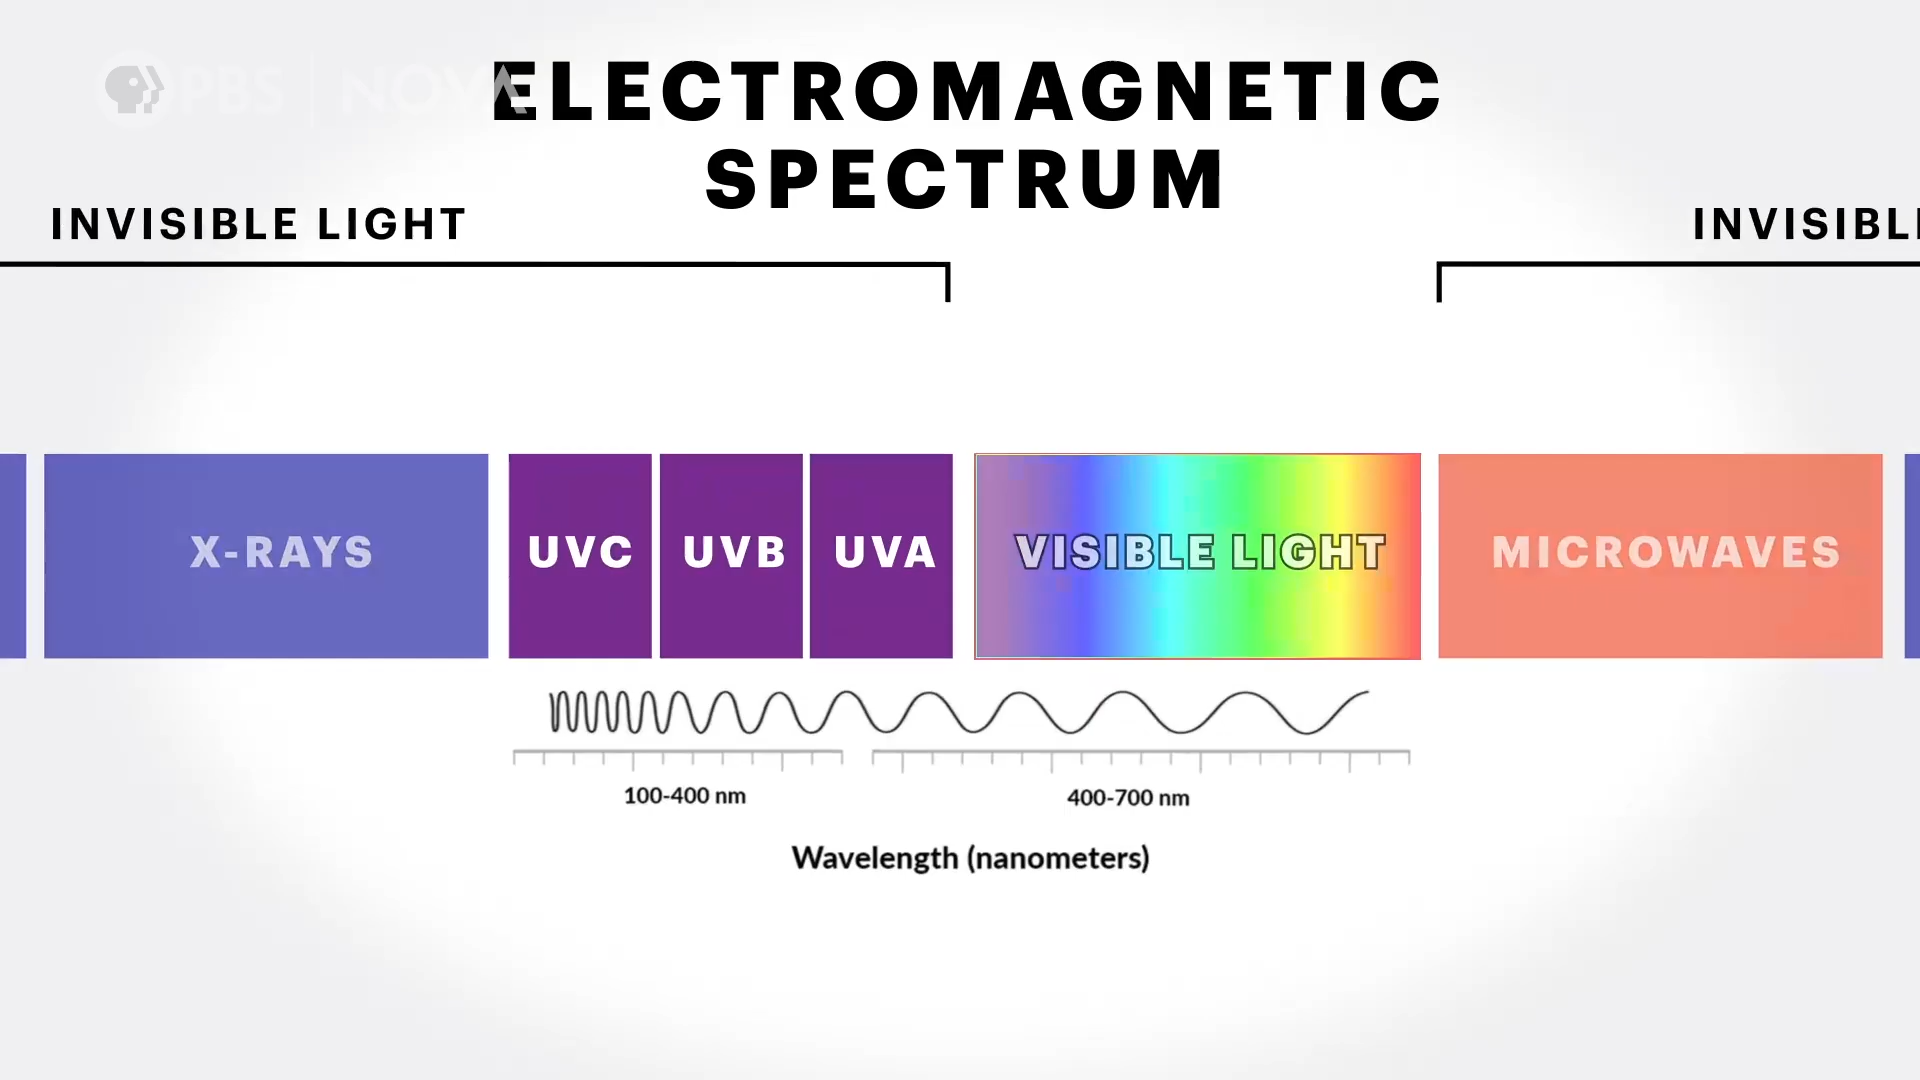 PBS | NOVA
ELECTROMAGNETIC
SPECTRUM
INVISIBLE LIGHT
INVISIBL
X-RAYS
UVC
UVB
UVA
VISIBLE LIGHT
MICROWAVES
100-400 nm
400-700 nm
Wavelength (nanometers)